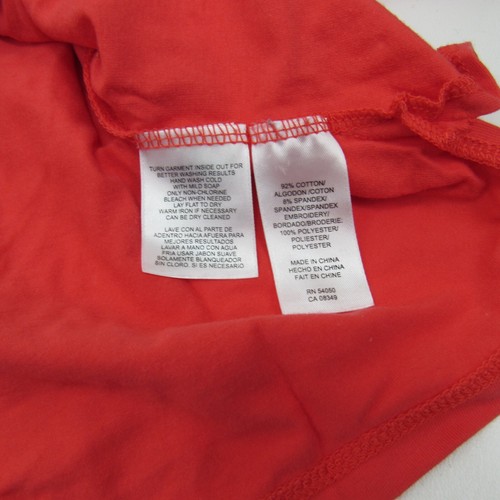 TURN GARMENT INSIDE OUT FOR
BETTER WASHING RESULTS
HAND WASH COLD
WITH MILD SOAP
ONLY NON-CHLORINE
BLEACH WHEN NEEDED
LAY FLAT TO DRY
WARM IRON IF NECESSARY
CAN BE DRY CLEANED
LAVE CON AL PARTE DE
ADENTRO HACIA AFUERA PARA
MEJORES RESULTADOS
LAVAR A MANO CON AGUA
FRIA USAR JABON SUAVE
SOLAMENTE BLANQUEADOR
SIN CLORO, SI ES NECESARIO
92% COTTON/
ALGODON /COTON
8% SPANDEX/
SPANDEX/SPANDEX
EMBROIDERY/
BORDADO/BRODERIE:
100% POLYESTER/
POLIESTER/
POLYESTER
MADE IN CHINA
HECHO EN CHINA
FAIT EN CHINE
RN 54050
CA 08349